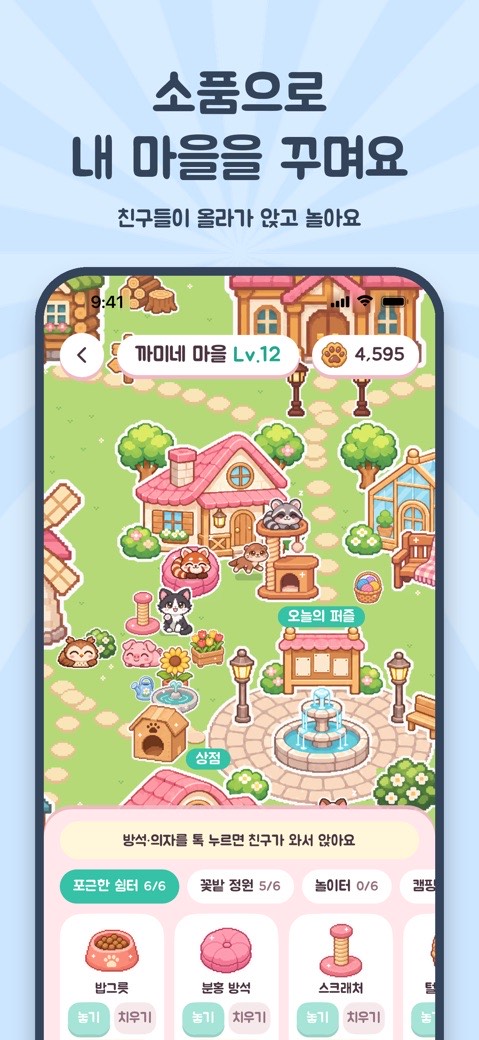 소품으로
내 마을을 꾸며요
친구들이 올라가 앉고 놀아요
9:41
까미네 마을 Lv.12
4,595
오늘의 퍼즐
상점
방석·의자를 톡 누르면 친구가 와서 앉아요
포근한 쉼터 6/6
꽃밭 정원 5/6
놀이터 0/6
캠핑
밥그릇
분홍 방석
스크래처
털
놓기
치우기
놓기
치우기
놓기
치우기